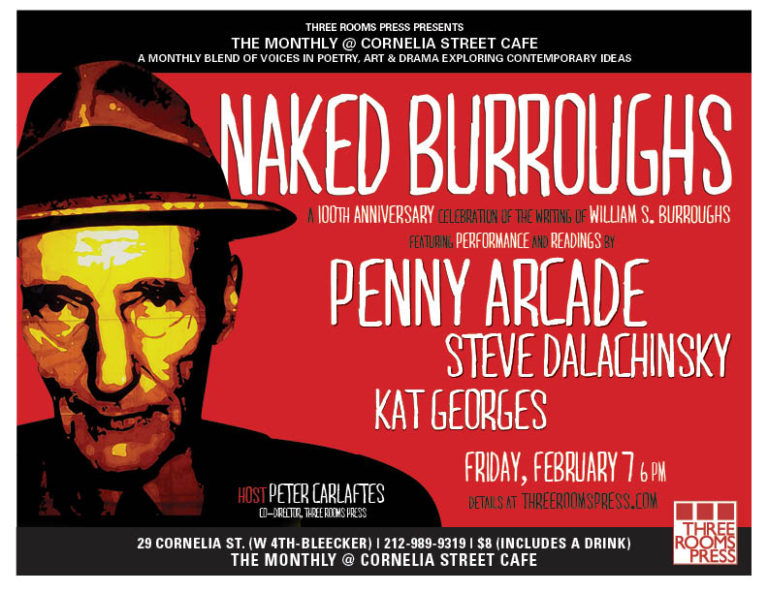 THREE ROOMS PRESS PRESENTS
THE MONTHLY @ CORNELIA STREET CAFE
A MONTHLY BLEND OF VOICES IN POETRY, ART & DRAMA EXPLORING CONTEMPORARY IDEAS
NAKED BURROUGHS
A 100TH ANNIVERSARY CELEBRATION OF THE WRITING OF WILLIAM S. BURROUGHS
FEATURING PERFORMANCE AND READINGS BY
PENNY ARCADE
STEVE DALACHINSKY
KAT GEORGES
FRIDAY, FEBRUARY 7 6 PM
DETAILS AT THREEROOMSPRESS.COM
HOST PETER CARLAFTES
CO-DIRECTOR, THREE ROOMS PRESS
29 CORNELIA ST. (W 4TH-BLEECKER) | 212-989-9319 | $8 (INCLUDES A DRINK)
THE MONTHLY @ CORNELIA STREET CAFE
THREE
ROOMS
PRESS